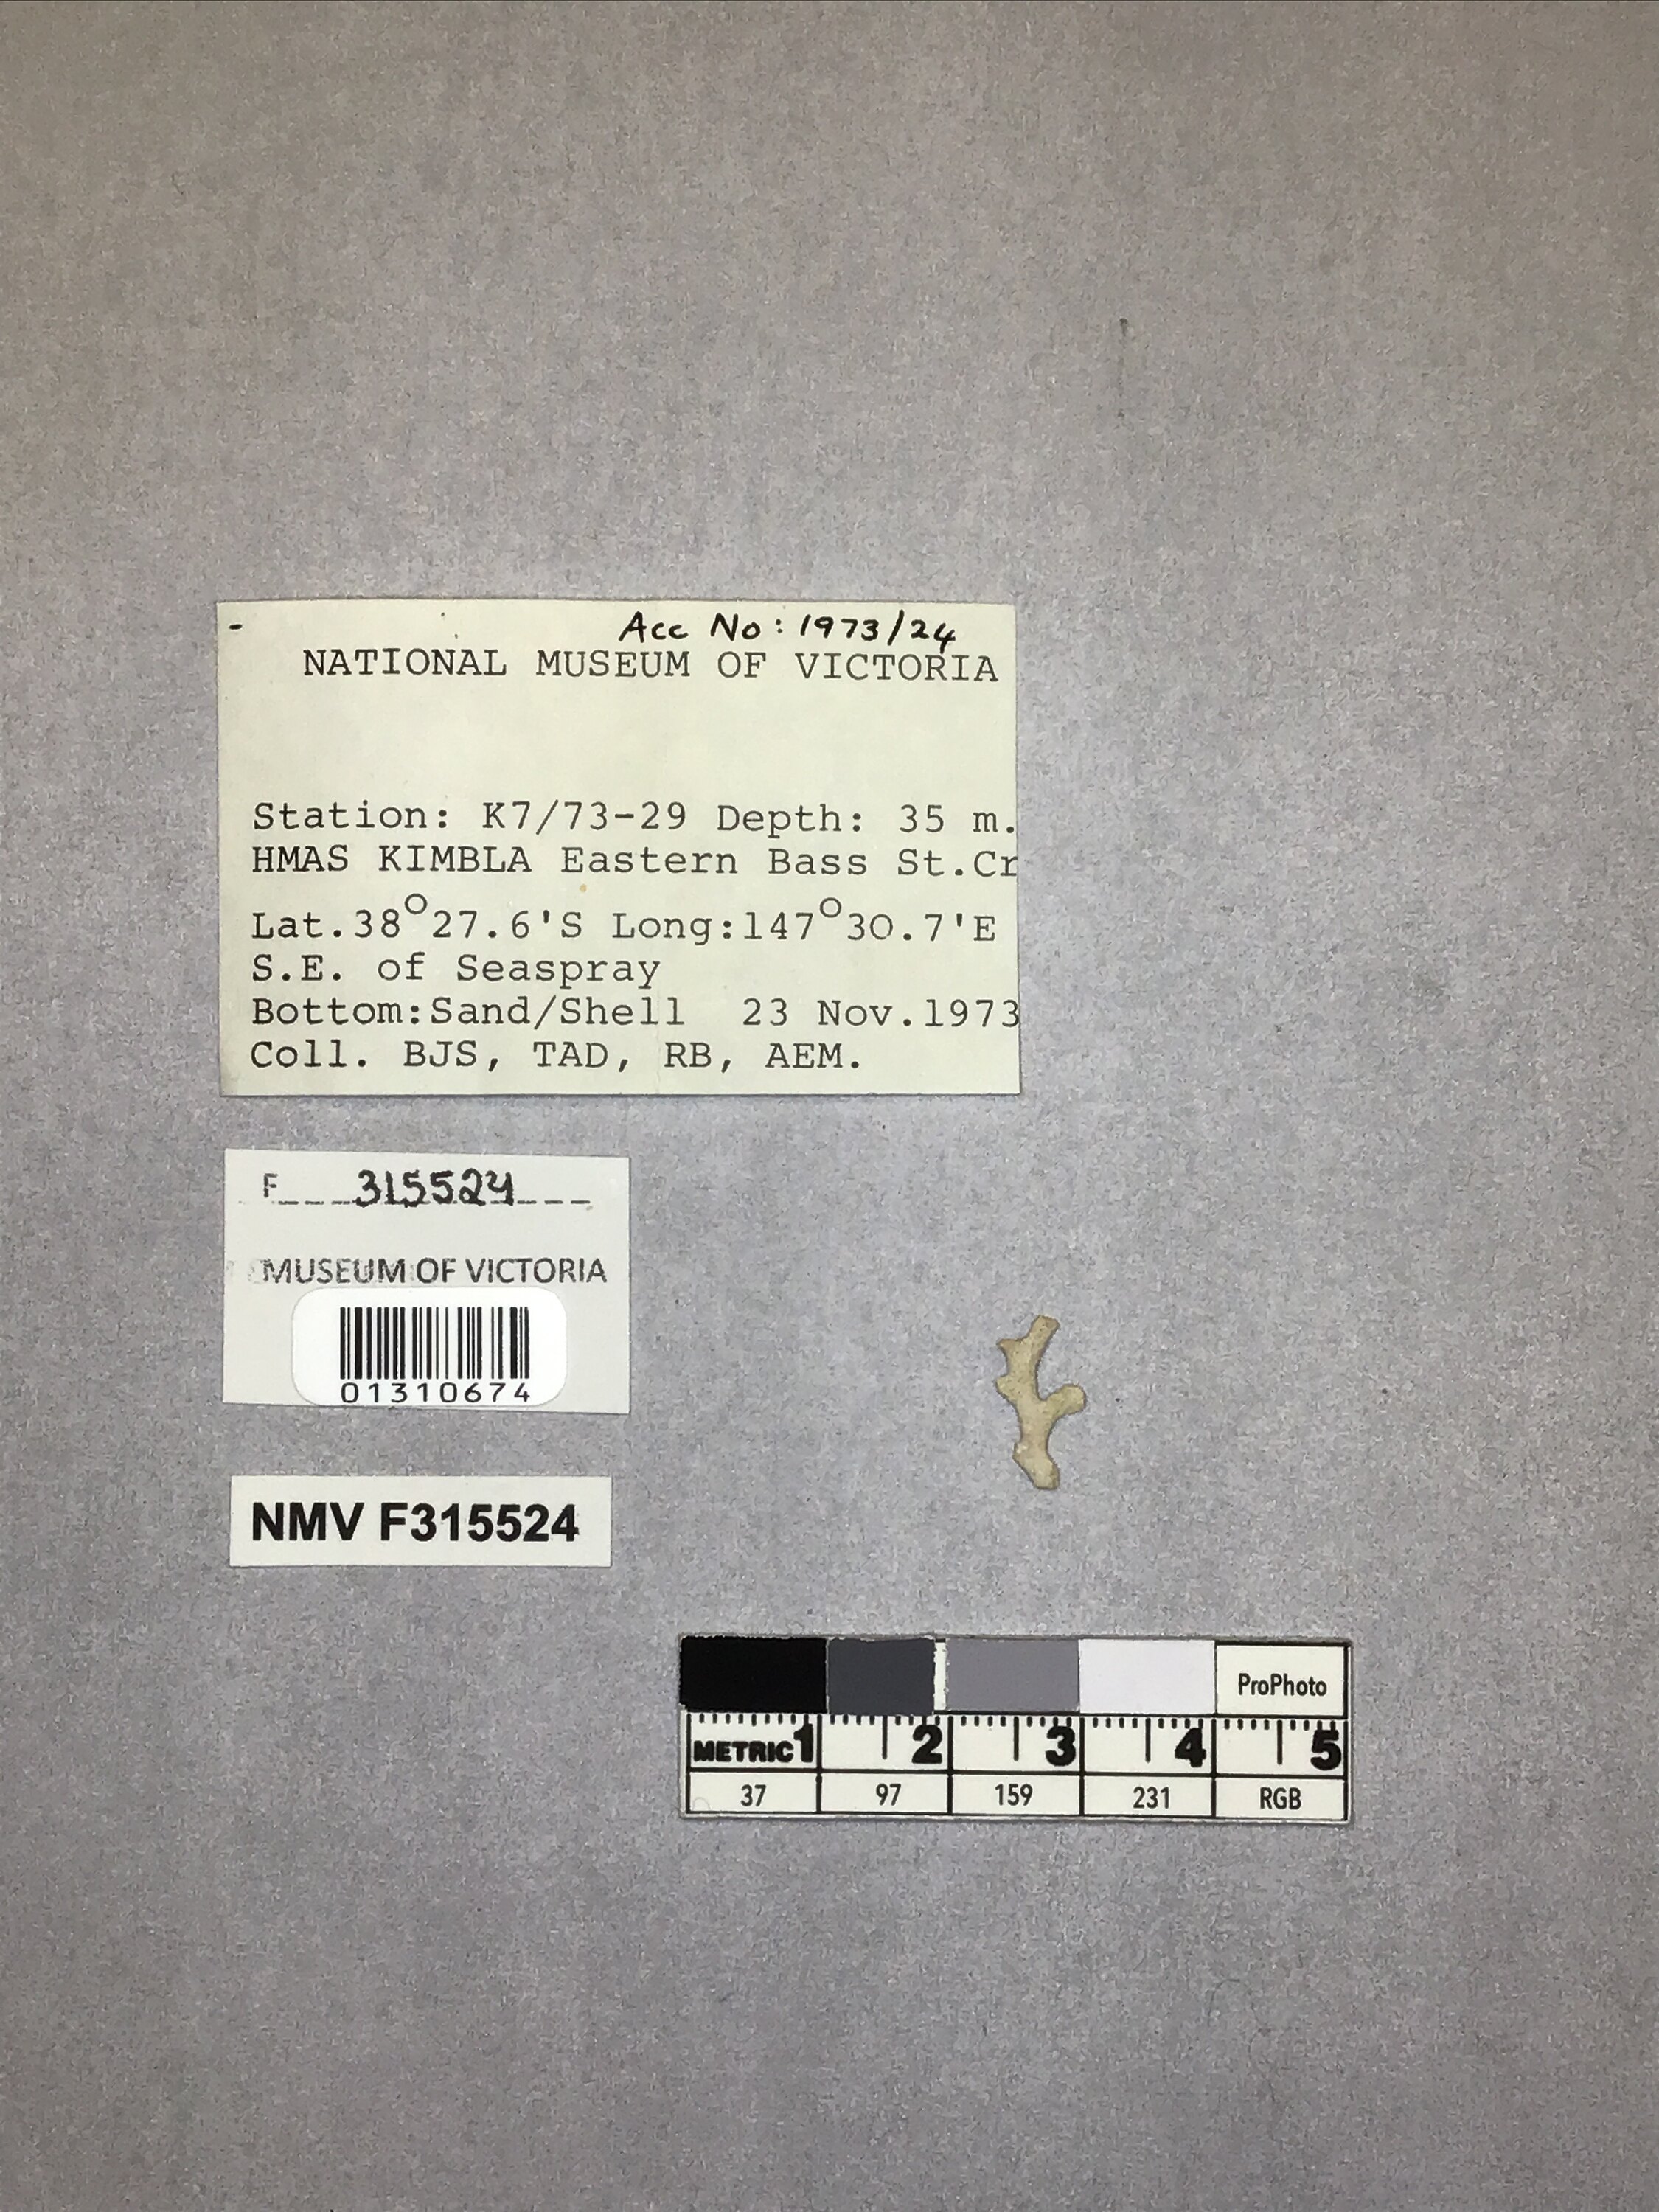 Acc No: 1973/24
NATIONAL MUSEUM OF VICTORIA
Station: K7/73-29 Depth: 35 m.
HMAS KIMBLA Eastern Bass St.Cr
Lat.38°27.6'S Long:147°30.7'E
S.E. of Seaspray
Bottom:Sand/Shell 23 Nov.1973
Coll. BJS, TAD, RB, AEM.
F 315524
MUSEUM OF VICTORIA
01310674
NMV F315524
ProPhoto
METRIC 1 2 3 4 5
37 97 159 231 RGB